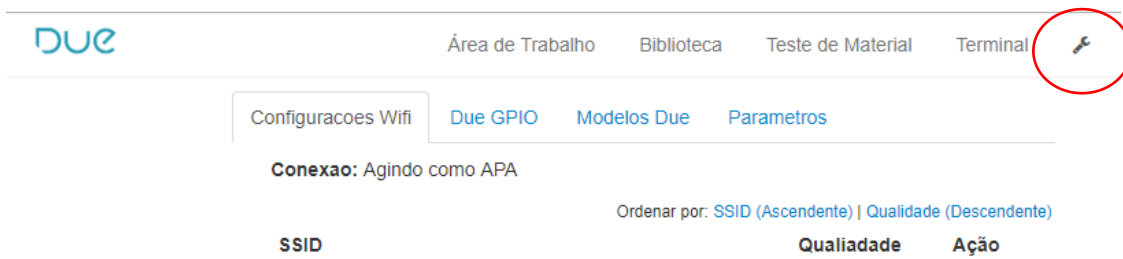 Due
Área de Trabalho Biblioteca Teste de Material Terminal
Configuracoes Wifi Due GPIO Modelos Due Parametros
Conexao: Agindo como APA
Ordenar por: SSID (Ascendente) | Qualidade (Descendente)
SSID Qualiadade Ação